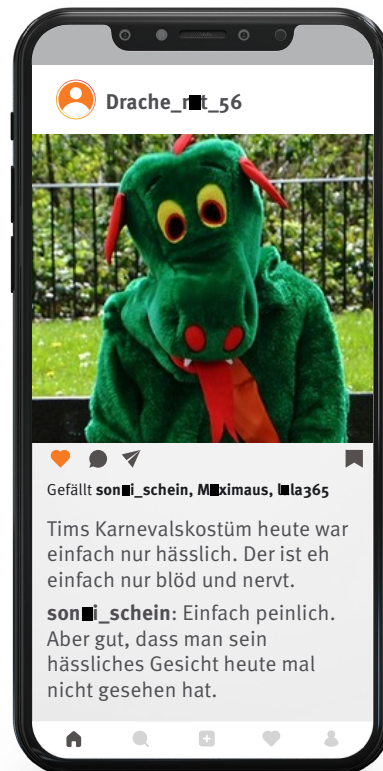 Gefällt
Tims Karnevalskostüm heute war
einfach nur hässlich. Der ist eh
einfach nur blöd und nervt.
Einfach peinlich.
Aber gut, dass man sein
hässliches Gesicht heute mal
nicht gesehen hat.